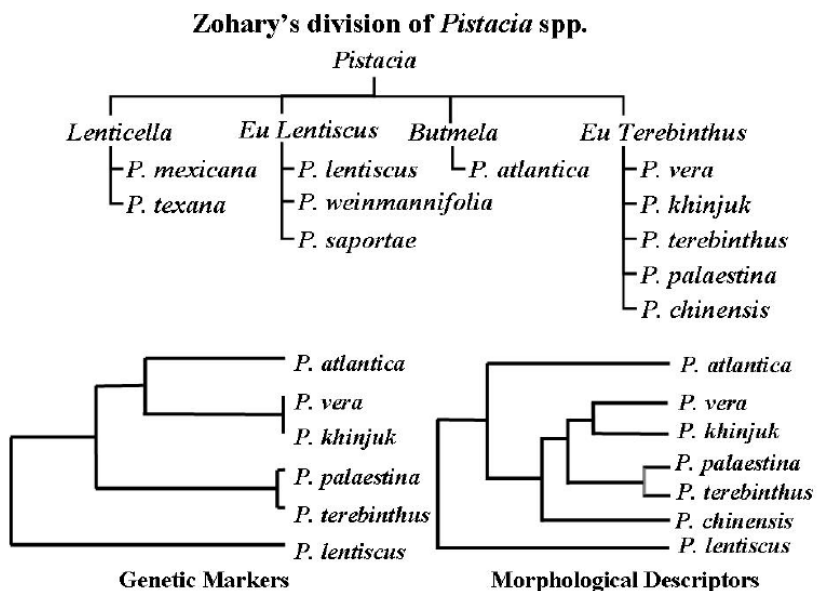 Zohary's division of Pistacia spp.
Pistacia
Lenticella
Eu Lentiscus
Butmela
Eu Terebinthus
P. mexicana
P. texana
P. lentiscus
P. weinmannifolia
P. saportae
P. atlantica
P. vera
P. khinjuk
P. terebinthus
P. palaestina
P. chinensis
P. atlantica
P. vera
P. khinjuk
P. palaestina
P. terebinthus
P. lentiscus
Genetic Markers
P. atlantica
P. vera
P. khinjuk
P. palaestina
P. terebinthus
P. chinensis
P. lentiscus
Morphological Descriptors